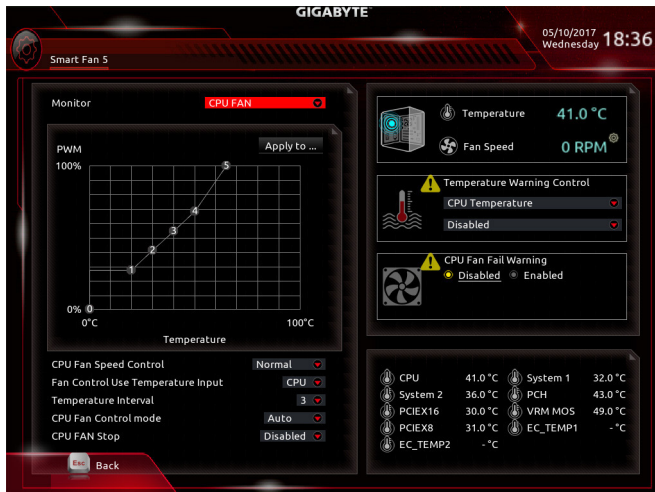 GIGABYTE™
05/10/2017
Wednesday
18:36
Smart Fan 5
Monitor
CPU FAN
PWM
Apply to ...
100%
5
4
3
2
1
0% 0
0°C 100°C
Temperature
CPU Fan Speed Control Normal
Fan Control Use Temperature Input CPU
Temperature Interval 3
CPU Fan Control mode Auto
CPU FAN Stop Disabled
Esc Back
Temperature 41.0 °C
Fan Speed 0 RPM
Temperature Warning Control
CPU Temperature
Disabled
CPU Fan Fail Warning
Disabled Enabled
CPU 41.0 °C System 1 32.0 °C
System 2 36.0 °C PCH 43.0 °C
PCIEX16 30.0 °C VRM MOS 49.0 °C
PCIEX8 31.0 °C EC_TEMP1 - °C
EC_TEMP2 - °C